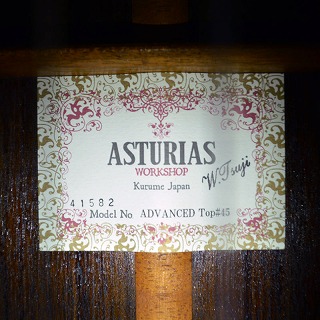 ASTURIAS
WORKSHOP
Kurume Japan
W.Tsuji
41582
Model No ADVANCED Top#45